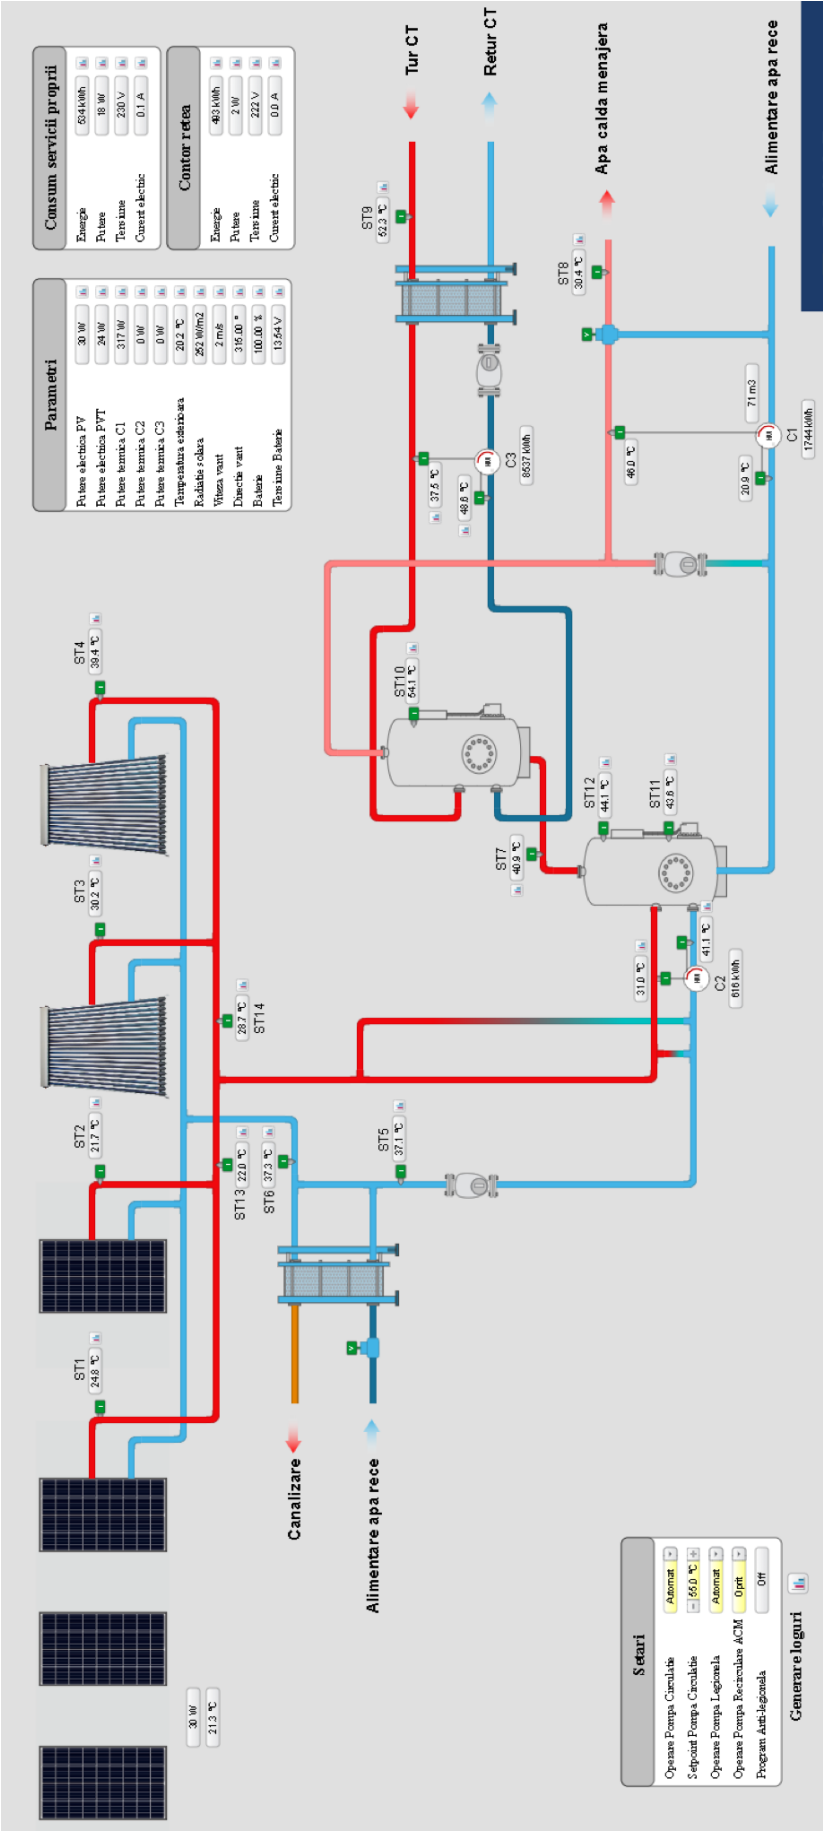 Consum servicii proprii
Energie 634 kWh
Putere 18 W
Tensiune 230 V
Curent electric 0.1 A
Contor retea
Energie 493 kWh
Putere 2 W
Tensiune 222 V
Curent electric 0.0 A
Parametri
Putere electrica PV 30 W
Putere electrica PVT 24 W
Putere termica C1 317 W
Putere termica C2 0 W
Putere termica C3 0 W
Temperatura exterioara 20.2 °C
Radiatie solara 252 W/m2
Viteza vant 2 m/s
Directie vant 315.00 °
Baterie 100.00 %
Tensiune Baterie 13.54 V
30 W
21.3 °C
ST1
24.8 °C
ST2
21.7 °C
ST3
30.2 °C
ST4
39.4 °C
ST13
22.0 °C
ST14
28.7 °C
ST6
37.3 °C
ST5
37.1 °C
Canalizare
Alimentare apa rece
Tur CT
Retur CT
Apa calda menajera
Alimentare apa rece
ST9
52.3 °C
ST8
30.4 °C
37.5 °C
48.6 °C
C3
8537 kWh
ST10
54.1 °C
ST7
40.9 °C
ST12
44.1 °C
ST11
43.6 °C
31.0 °C
41.1 °C
C2
616 kWh
46.0 °C
20.9 °C
71 m3
C1
1744 kWh
Setari
Operare Pompa Circulatie Automat
Setpoint Pompa Circulatie − 55.0 °C +
Operare Pompa Legionela Automat
Operare Pompa Recirculare ACM Oprit
Program Anti-legionela Off
Generare loguri